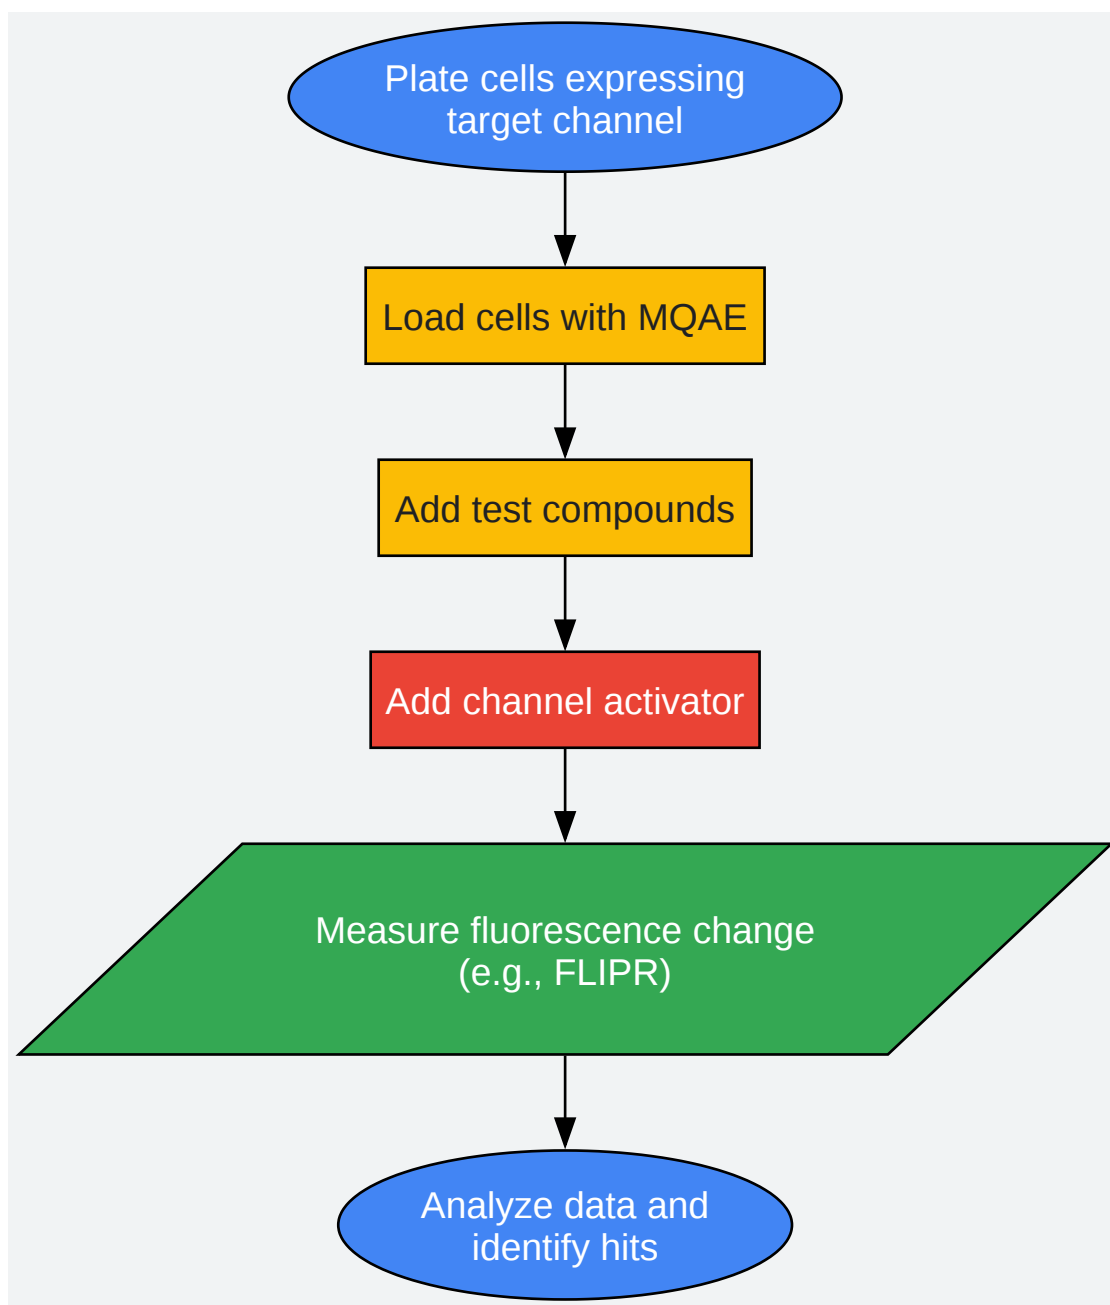 Plate cells expressing
target channel
Load cells with MQAE
Add test compounds
Add channel activator
Measure fluorescence change
(e.g., FLIPR)
Analyze data and
identify hits